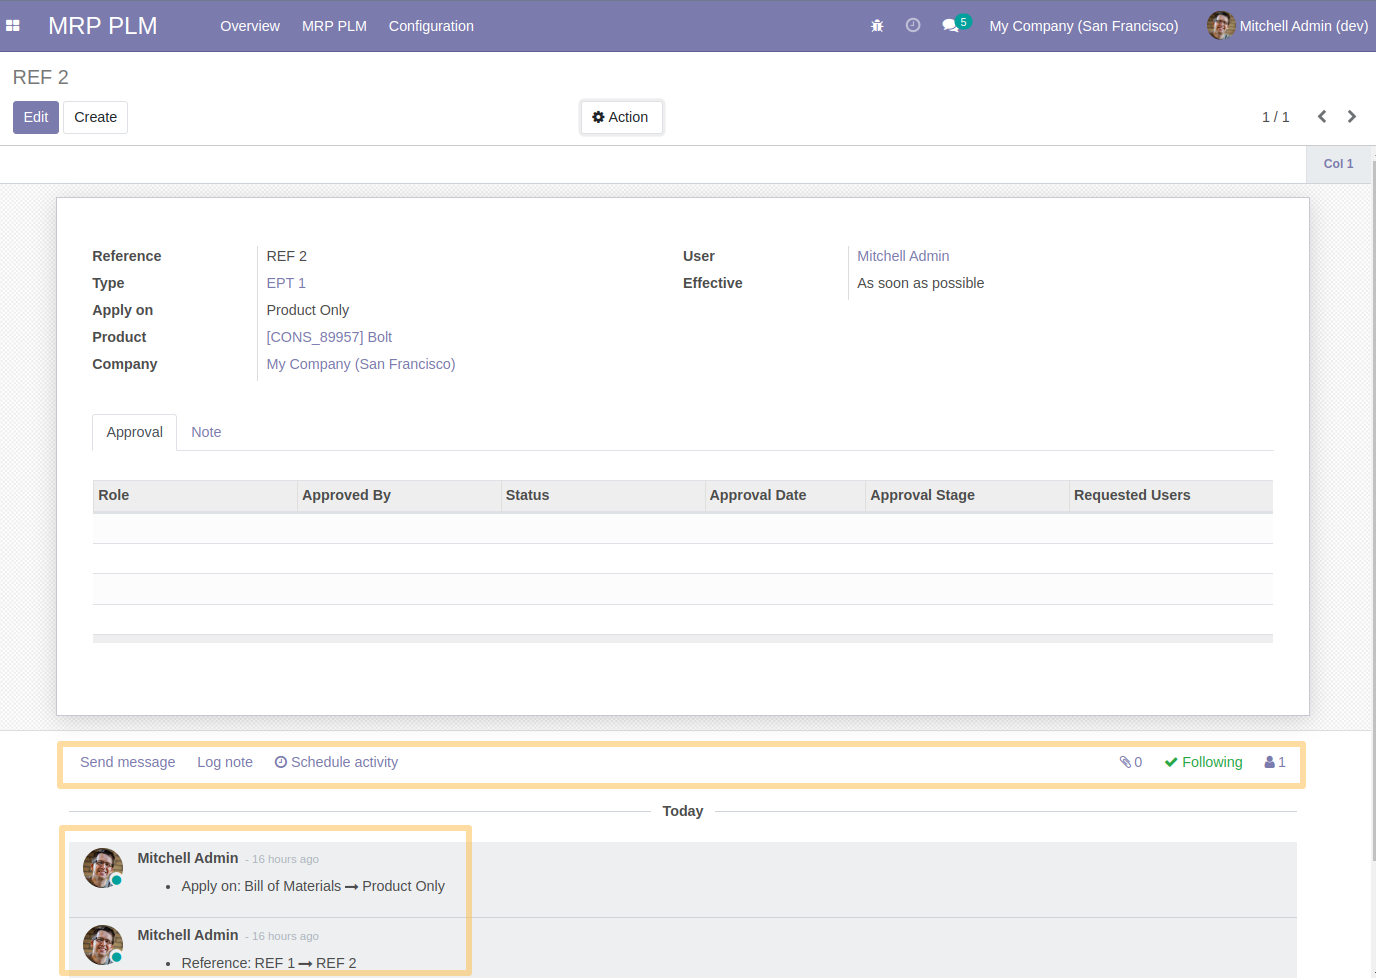 MRP PLM Overview MRP PLM Configuration 5 My Company (San Francisco) Mitchell Admin (dev)
REF 2
Edit Create Action 1 / 1
Col 1
Reference REF 2 User Mitchell Admin
Type EPT 1 Effective As soon as possible
Apply on Product Only
Product [CONS_89957] Bolt
Company My Company (San Francisco)
Approval Note
Role Approved By Status Approval Date Approval Stage Requested Users
Send message Log note Schedule activity 0 Following 1
Today
Mitchell Admin - 16 hours ago
• Apply on: Bill of Materials → Product Only
Mitchell Admin - 16 hours ago
• Reference: REF 1 → REF 2